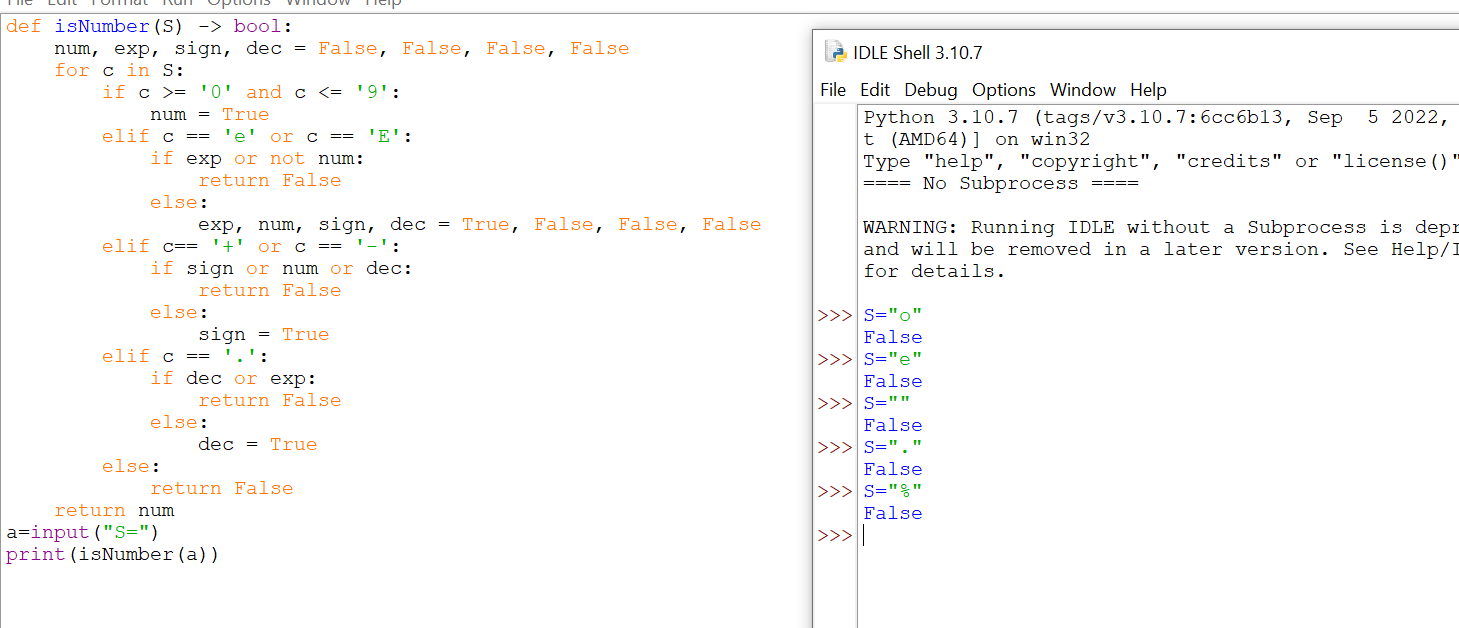 File Edit Format Run Options Window Help
def isNumber(S) -> bool:
    num, exp, sign, dec = False, False, False, False
    for c in S:
        if c >= '0' and c <= '9':
            num = True
        elif c == 'e' or c == 'E':
            if exp or not num:
                return False
            else:
                exp, num, sign, dec = True, False, False, False
        elif c== '+' or c == '-':
            if sign or num or dec:
                return False
            else:
                sign = True
        elif c == '.':
            if dec or exp:
                return False
            else:
                dec = True
        else:
            return False
    return num
a=input("S=")
print(isNumber(a))
IDLE Shell 3.10.7
File Edit Debug Options Window Help
Python 3.10.7 (tags/v3.10.7:6cc6b13, Sep  5 2022,
t (AMD64)] on win32
Type "help", "copyright", "credits" or "license()"
==== No Subprocess ====
WARNING: Running IDLE without a Subprocess is
and will be removed in a later version. See
for details.
>>> S="o"
False
>>> S="e"
False
>>> S=""
False
>>> S="."
False
>>> S="%"
False
>>>